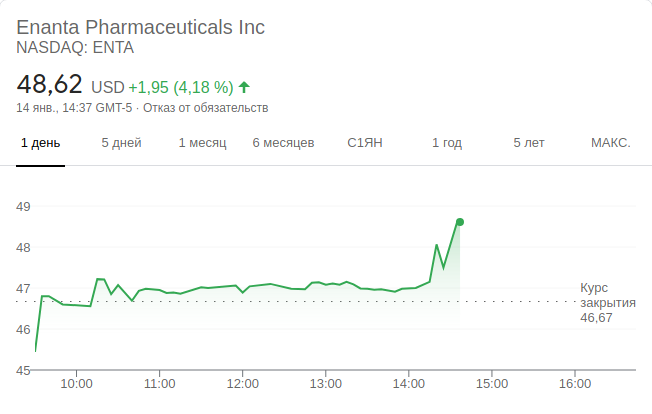 Enanta Pharmaceuticals Inc
NASDAQ: ENTA
48,62 USD +1,95 (4,18 %)
14 янв., 14:37 GMT-5 · Отказ от обязательств
1 день 5 дней 1 месяц 6 месяцев С1ЯН 1 год 5 лет МАКС.
49
48
47
Курс
закрытия
46,67
46
45
10:00 11:00 12:00 13:00 14:00 15:00 16:00